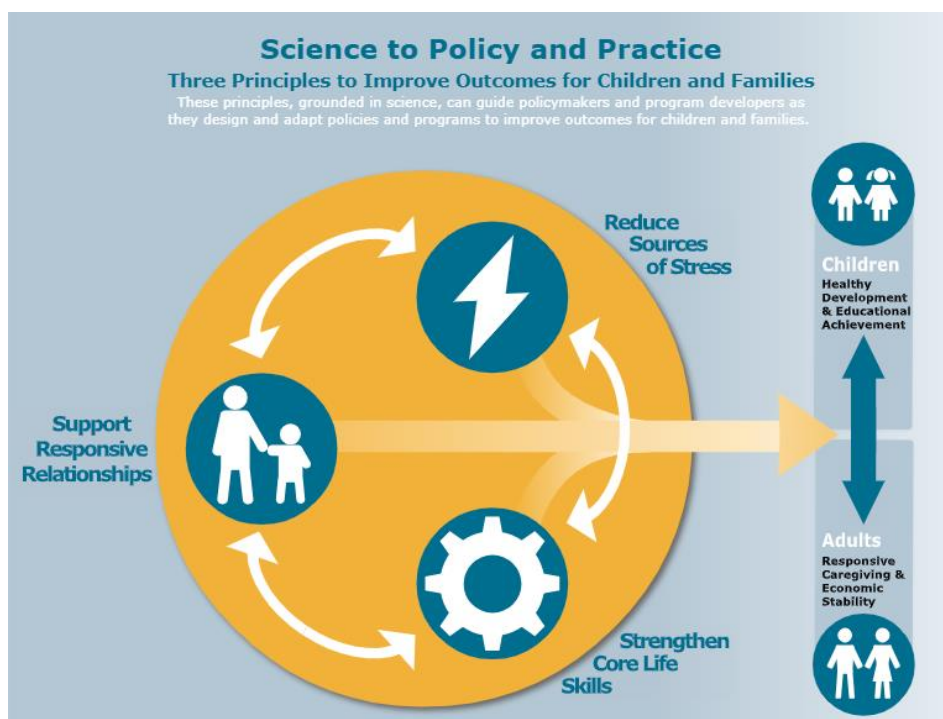 Science to Policy and Practice
Three Principles to Improve Outcomes for Children and Families
These principles, grounded in science, can guide policymakers and program developers as
they design and adapt policies and programs to improve outcomes for children and families.
Reduce
Sources
of Stress
Support
Responsive
Relationships
Strengthen
Core Life
Skills
Children
Healthy
Development
& Educational
Achievement
Adults
Responsive
Caregiving &
Economic
Stability